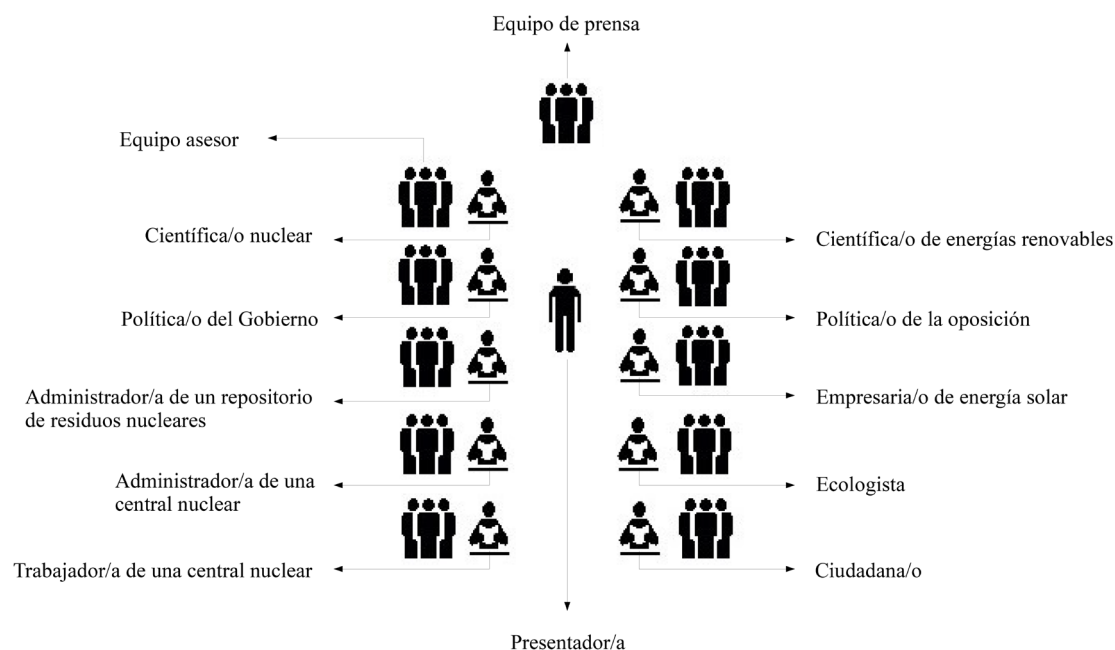 Equipo de prensa
Equipo asesor
Científica/o nuclear
Científica/o de energías renovables
Política/o del Gobierno
Política/o de la oposición
Administrador/a de un repositorio
de residuos nucleares
Empresaria/o de energía solar
Administrador/a de una
central nuclear
Ecologista
Trabajador/a de una central nuclear
Ciudadana/o
Presentador/a